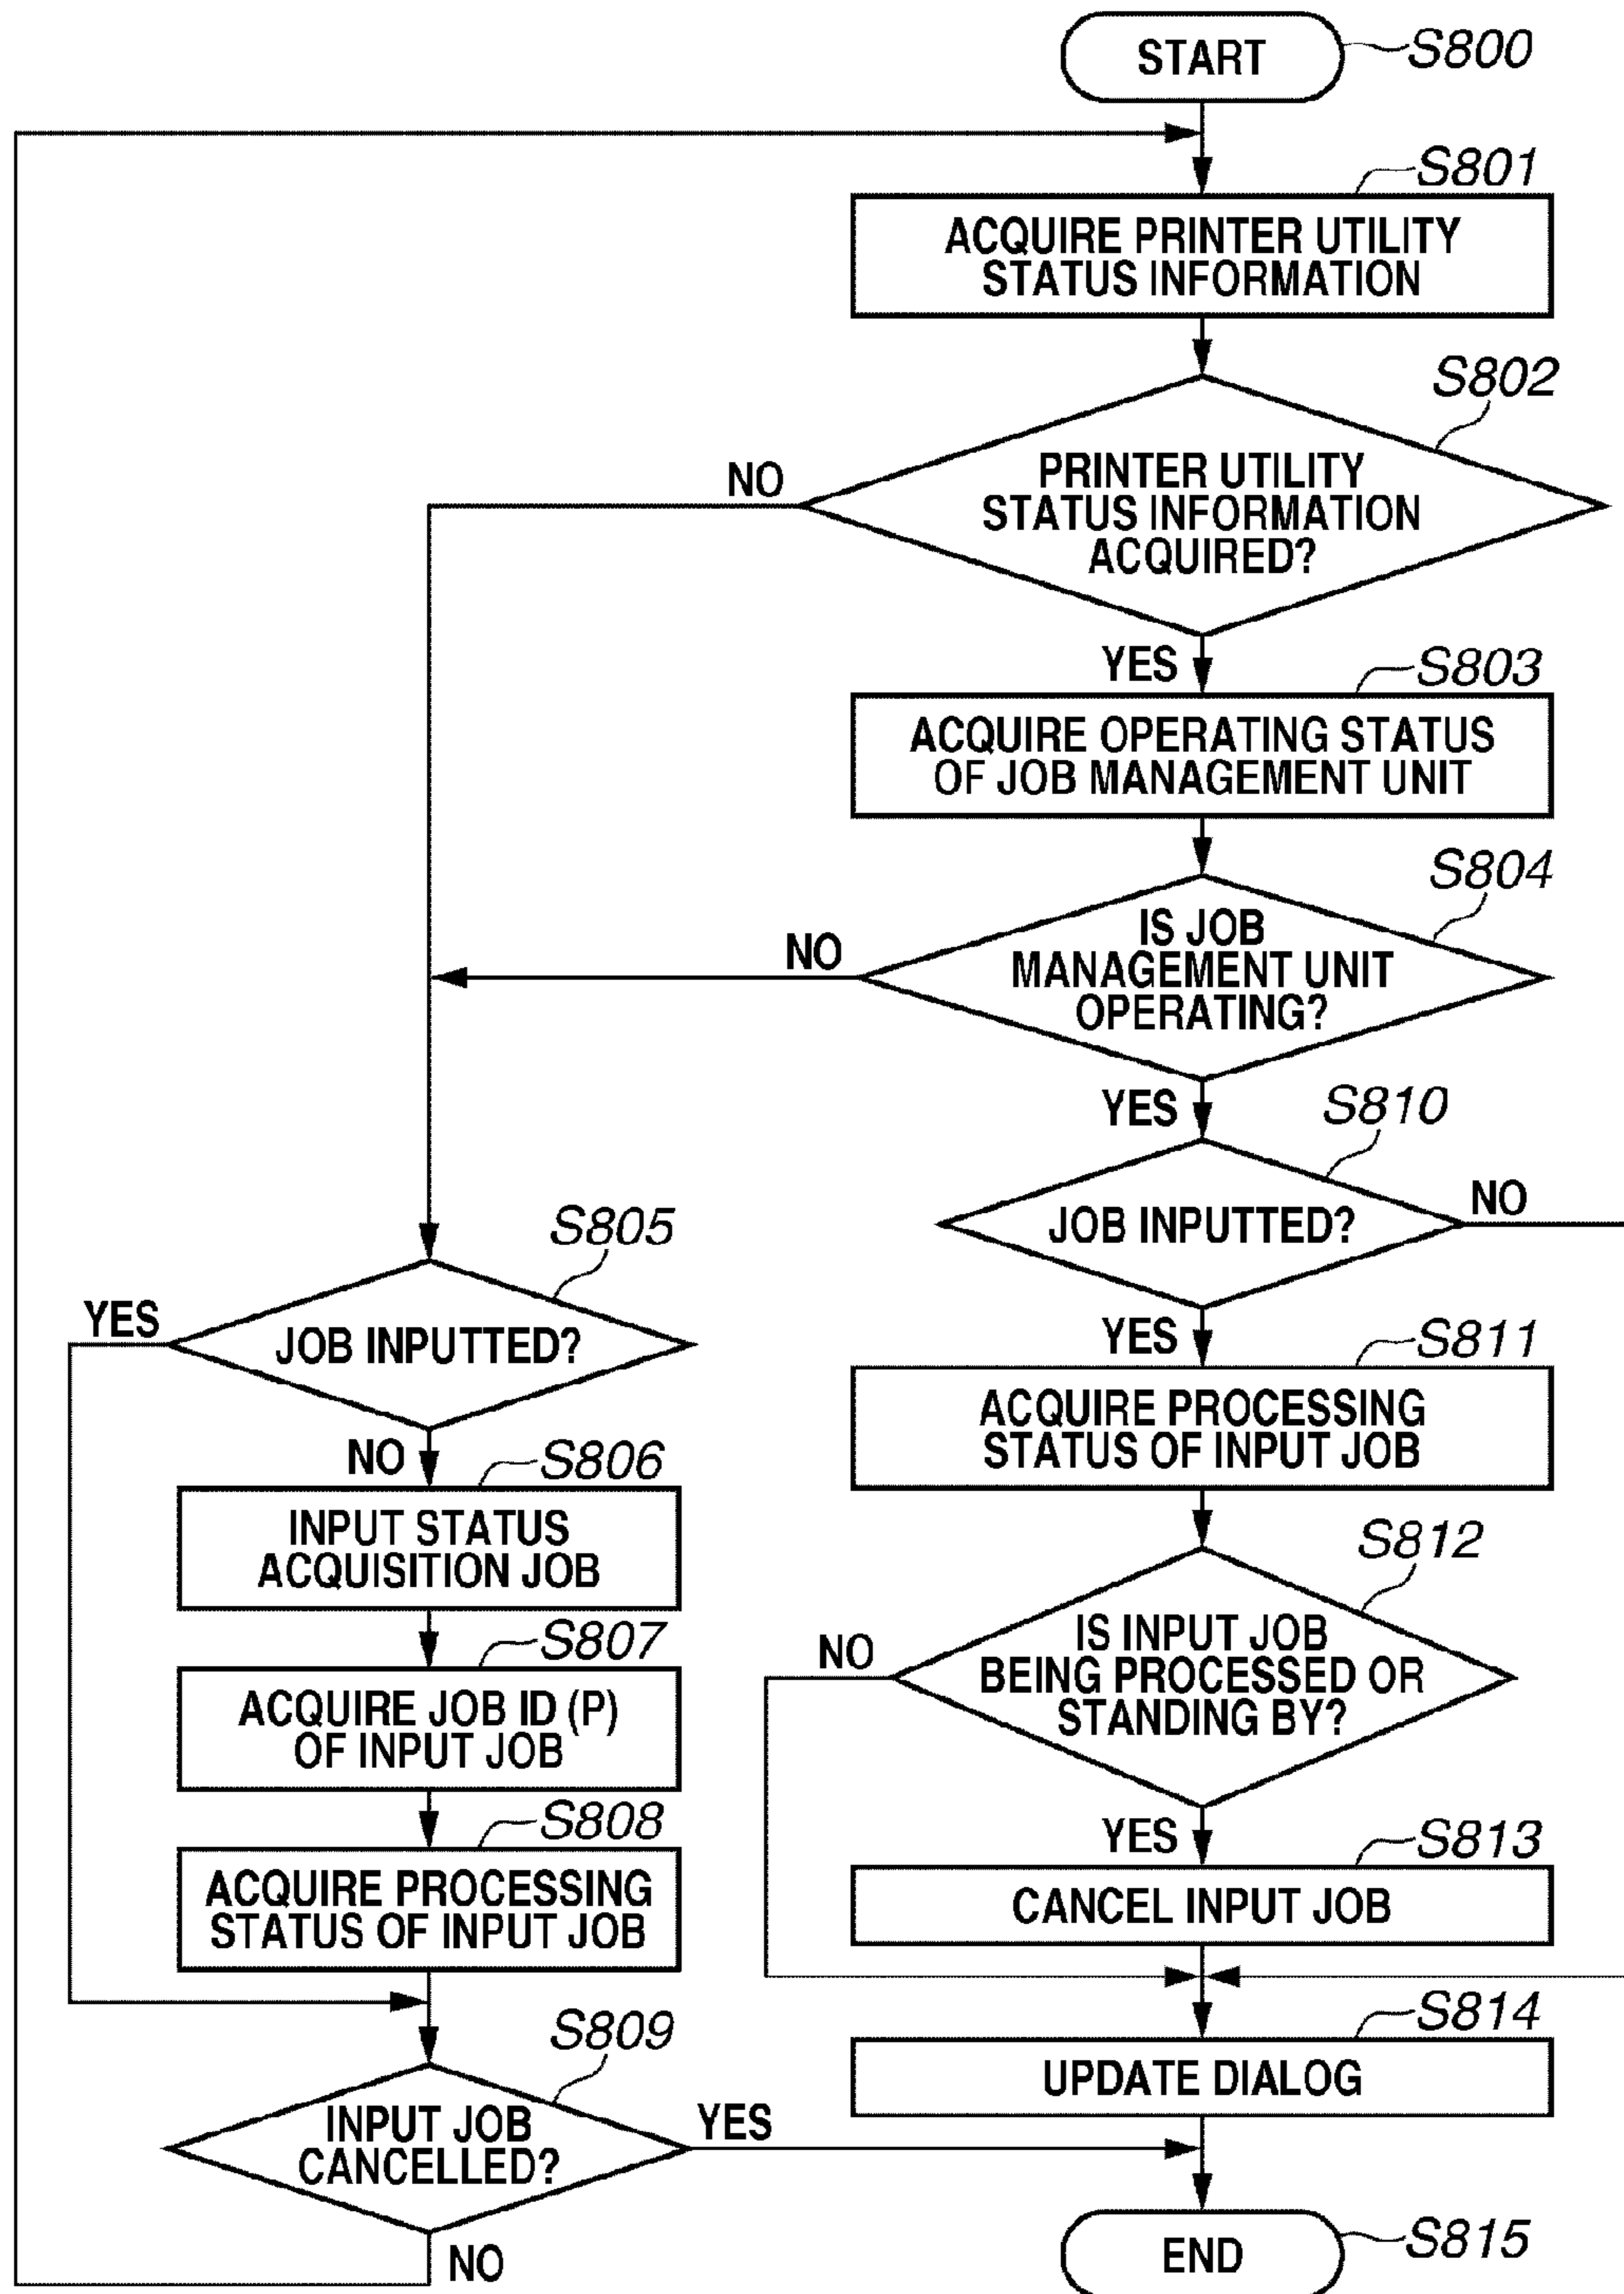 START
S800
S801
ACQUIRE PRINTER UTILITY
STATUS INFORMATION
S802
PRINTER UTILITY
STATUS INFORMATION
ACQUIRED?
NO
YES
S803
ACQUIRE OPERATING STATUS
OF JOB MANAGEMENT UNIT
S804
IS JOB
MANAGEMENT UNIT
OPERATING?
NO
YES
S805
JOB INPUTTED?
YES
NO
S806
INPUT STATUS
ACQUISITION JOB
S807
ACQUIRE JOB ID (P)
OF INPUT JOB
S808
ACQUIRE PROCESSING
STATUS OF INPUT JOB
S809
INPUT JOB
CANCELLED?
YES
NO
S810
JOB INPUTTED?
NO
YES
S811
ACQUIRE PROCESSING
STATUS OF INPUT JOB
S812
IS INPUT JOB
BEING PROCESSED OR
STANDING BY?
NO
YES
S813
CANCEL INPUT JOB
S814
UPDATE DIALOG
END
S815